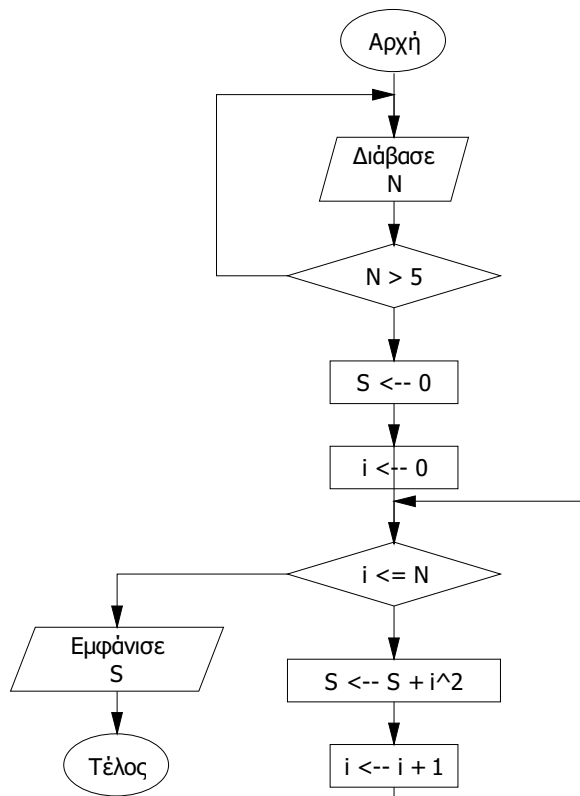 Αρχή
Διάβασε
N
N > 5
S <-- 0
i <-- 0
i <= N
Εμφάνισε
S
S <-- S + i^2
Τέλος
i <-- i + 1